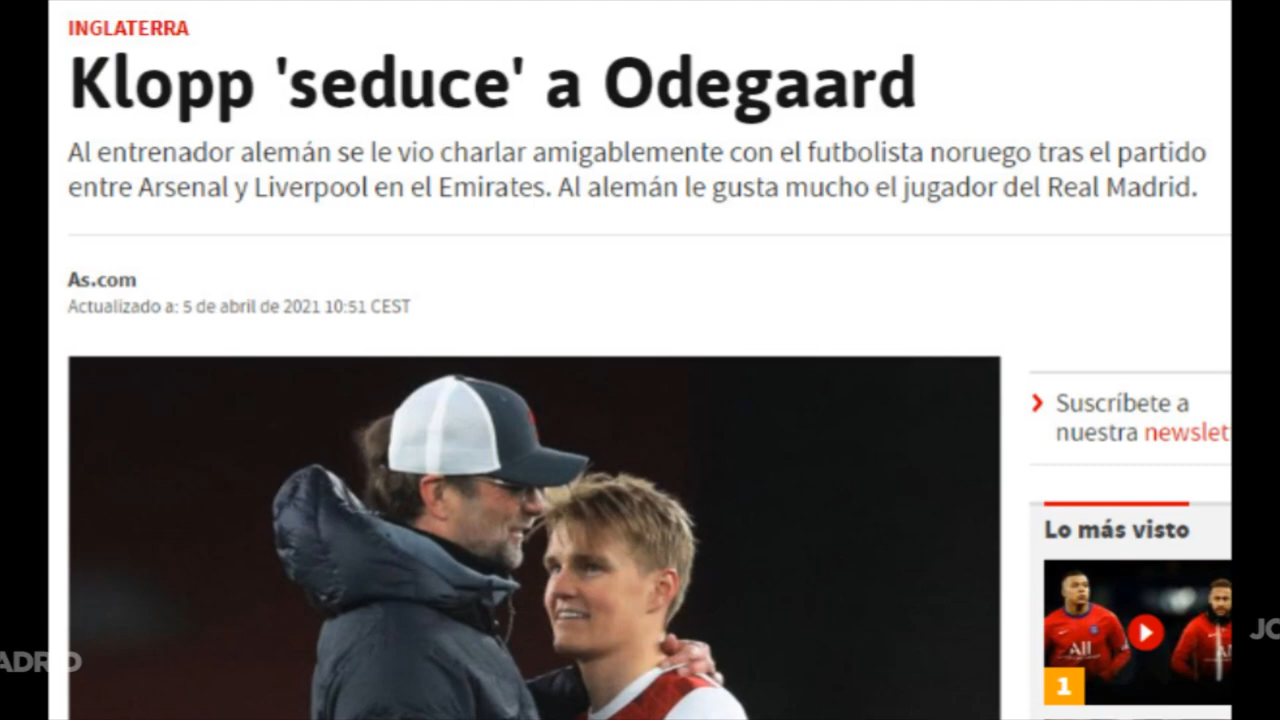 INGLATERRA
Klopp 'seduce' a Odegaard
Al entrenador alemán se le vio charlar amigablemente con el futbolista noruego tras el partido
entre Arsenal y Liverpool en el Emirates. Al alemán le gusta mucho el jugador del Real Madrid.
As.com
Actualizado a: 5 de abril de 2021 10:51 CEST
Suscríbete a
nuestra newslet
Lo más visto
All
1